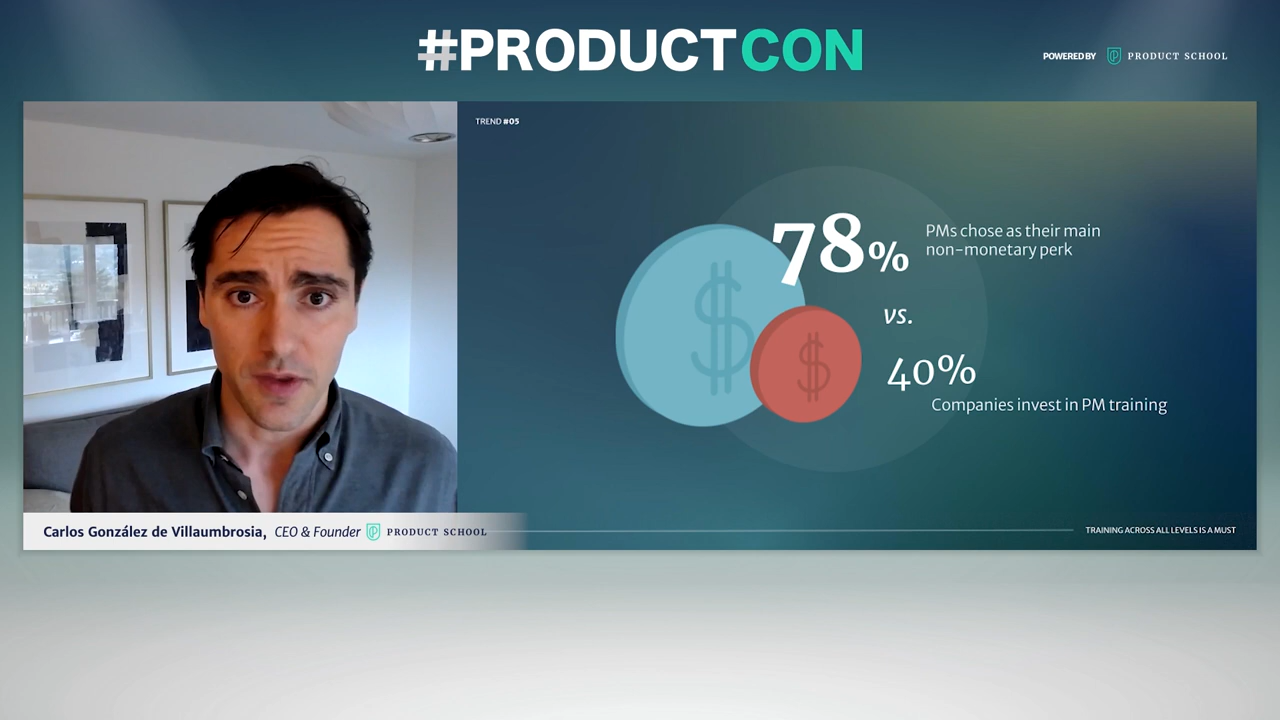 #PRODUCTCON
POWERED BY PRODUCT SCHOOL
TREND #05
78% PMs chose as their main
non-monetary perk
vs.
40%
Companies invest in PM training
Carlos González de Villaumbrosia, CEO & Founder PRODUCT SCHOOL
TRAINING ACROSS ALL LEVELS IS A MUST